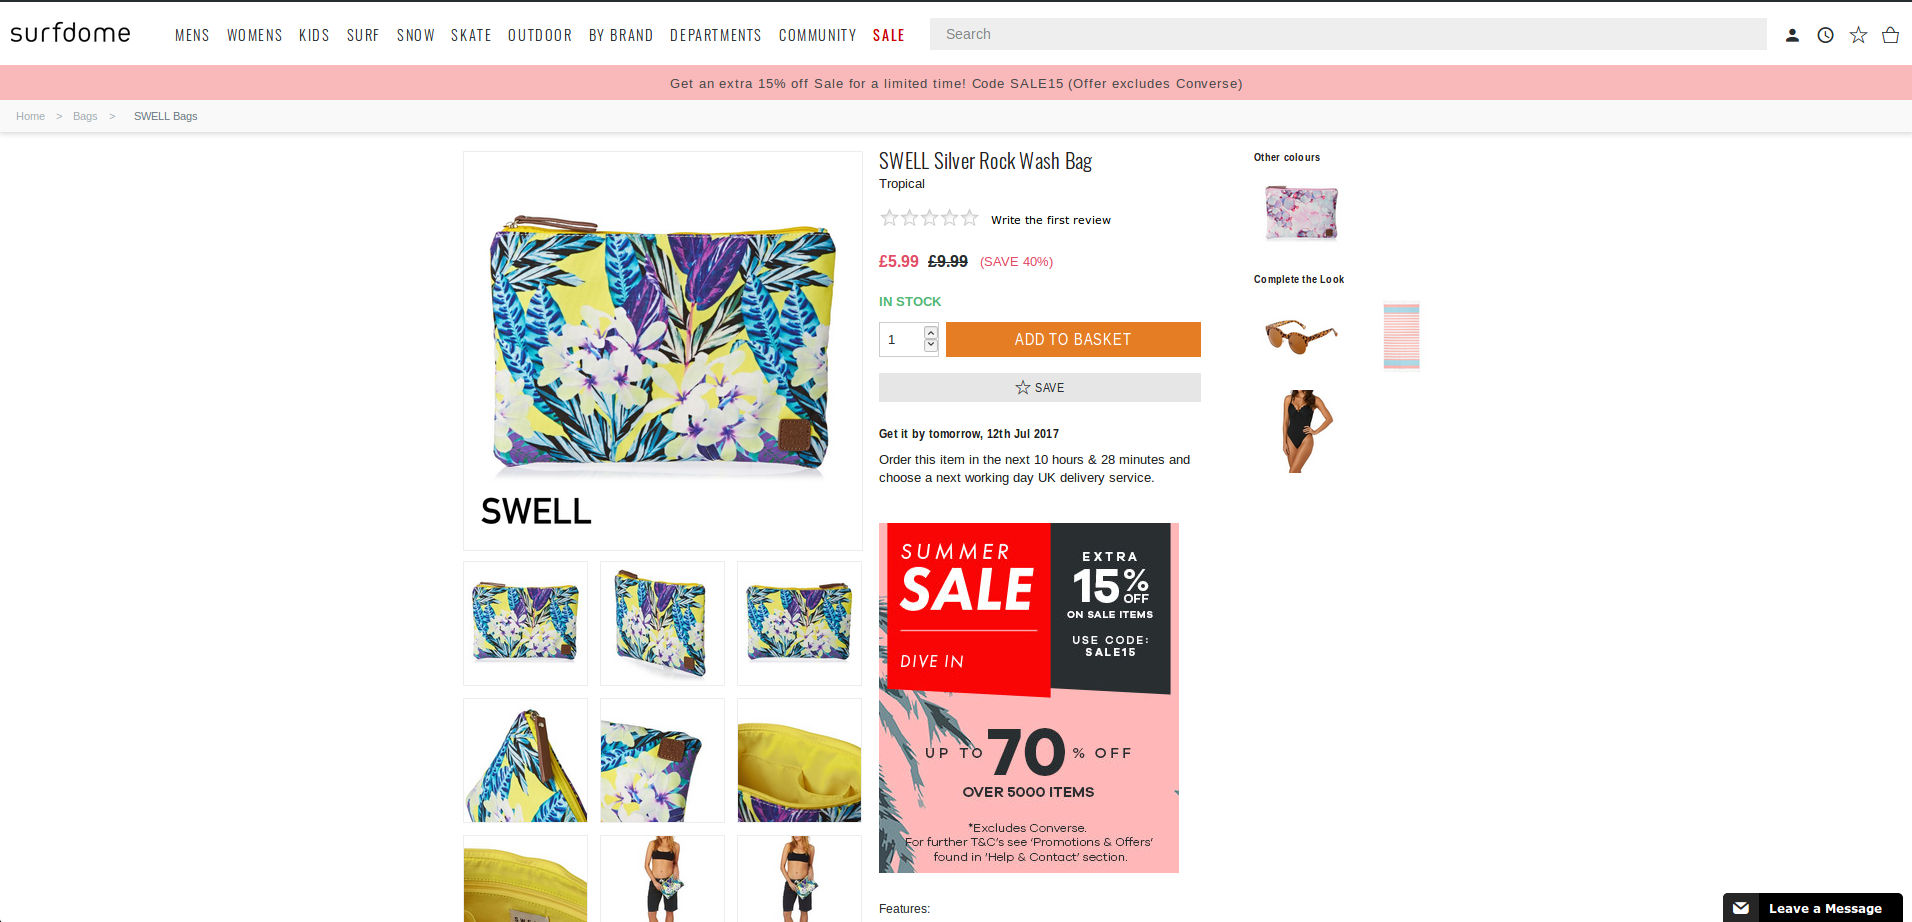 surfdome
MENS WOMENS KIDS SURF SNOW SKATE OUTDOOR BY BRAND DEPARTMENTS COMMUNITY SALE
Search
Get an extra 15% off Sale for a limited time! Code SALE15 (Offer excludes Converse)
Home > Bags > SWELL Bags
SWELL
SWELL Silver Rock Wash Bag
Tropical
Write the first review
£5.99 £9.99 (SAVE 40%)
IN STOCK
1
ADD TO BASKET
SAVE
Get it by tomorrow, 12th Jul 2017
Order this item in the next 10 hours & 28 minutes and
choose a next working day UK delivery service.
SUMMER
SALE
DIVE IN
EXTRA
15%
OFF
ON SALE ITEMS
USE CODE:
SALE15
UP TO 70 % OFF
OVER 5000 ITEMS
*Excludes Converse.
For further T&C's see 'Promotions & Offers'
found in 'Help & Contact' section.
Features:
Other colours
Complete the Look
Leave a Message